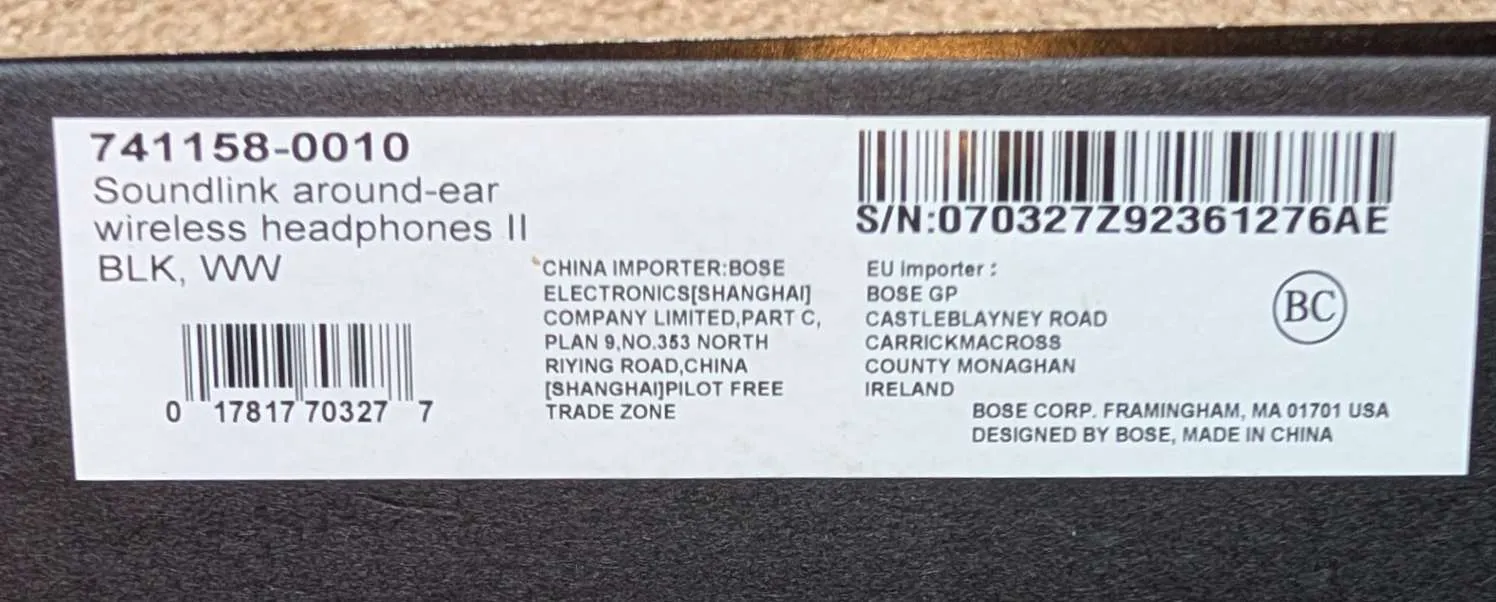 741158-0010
Soundlink around-ear
wireless headphones II
BLK, WW
0 17817 70327 7
CHINA IMPORTER:BOSE
ELECTRONICS[SHANGHAI]
COMPANY LIMITED,PART C,
PLAN 9,NO.353 NORTH
RIYING ROAD,CHINA
[SHANGHAI]PILOT FREE
TRADE ZONE
S/N:070327Z92361276AE
EU Importer :
BOSE GP
CASTLEBLAYNEY ROAD
CARRICKMACROSS
COUNTY MONAGHAN
IRELAND
BC
BOSE CORP. FRAMINGHAM, MA 01701 USA
DESIGNED BY BOSE, MADE IN CHINA